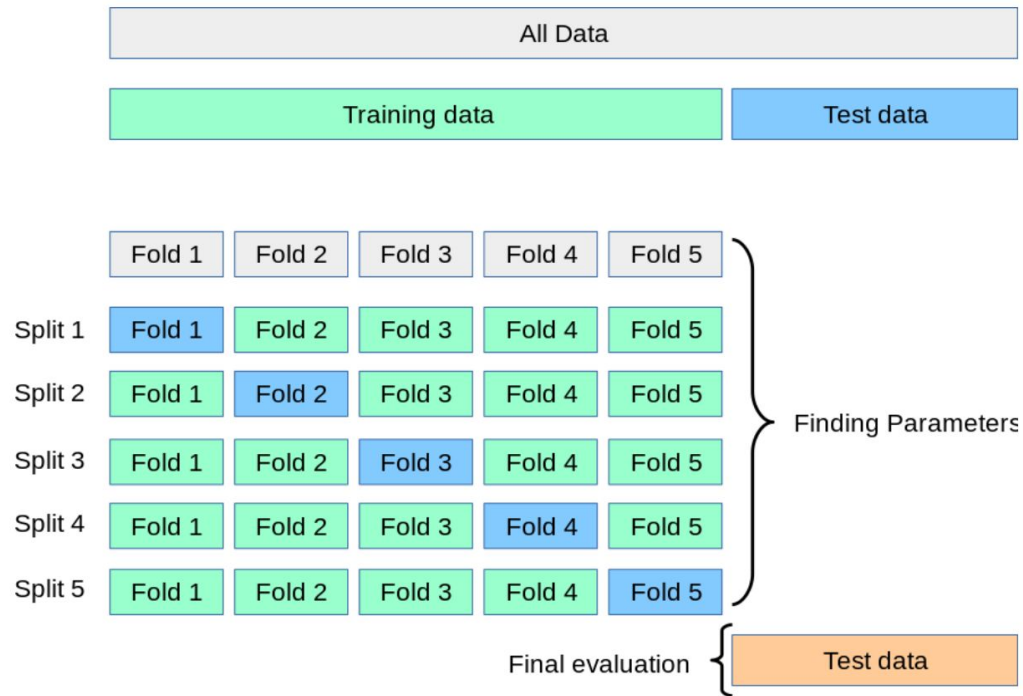 All Data
Training data Test data
Fold 1 Fold 2 Fold 3 Fold 4 Fold 5
Split 1 Fold 1 Fold 2 Fold 3 Fold 4 Fold 5
Split 2 Fold 1 Fold 2 Fold 3 Fold 4 Fold 5
Finding Parameters
Split 3 Fold 1 Fold 2 Fold 3 Fold 4 Fold 5
Split 4 Fold 1 Fold 2 Fold 3 Fold 4 Fold 5
Split 5 Fold 1 Fold 2 Fold 3 Fold 4 Fold 5
Final evaluation Test data